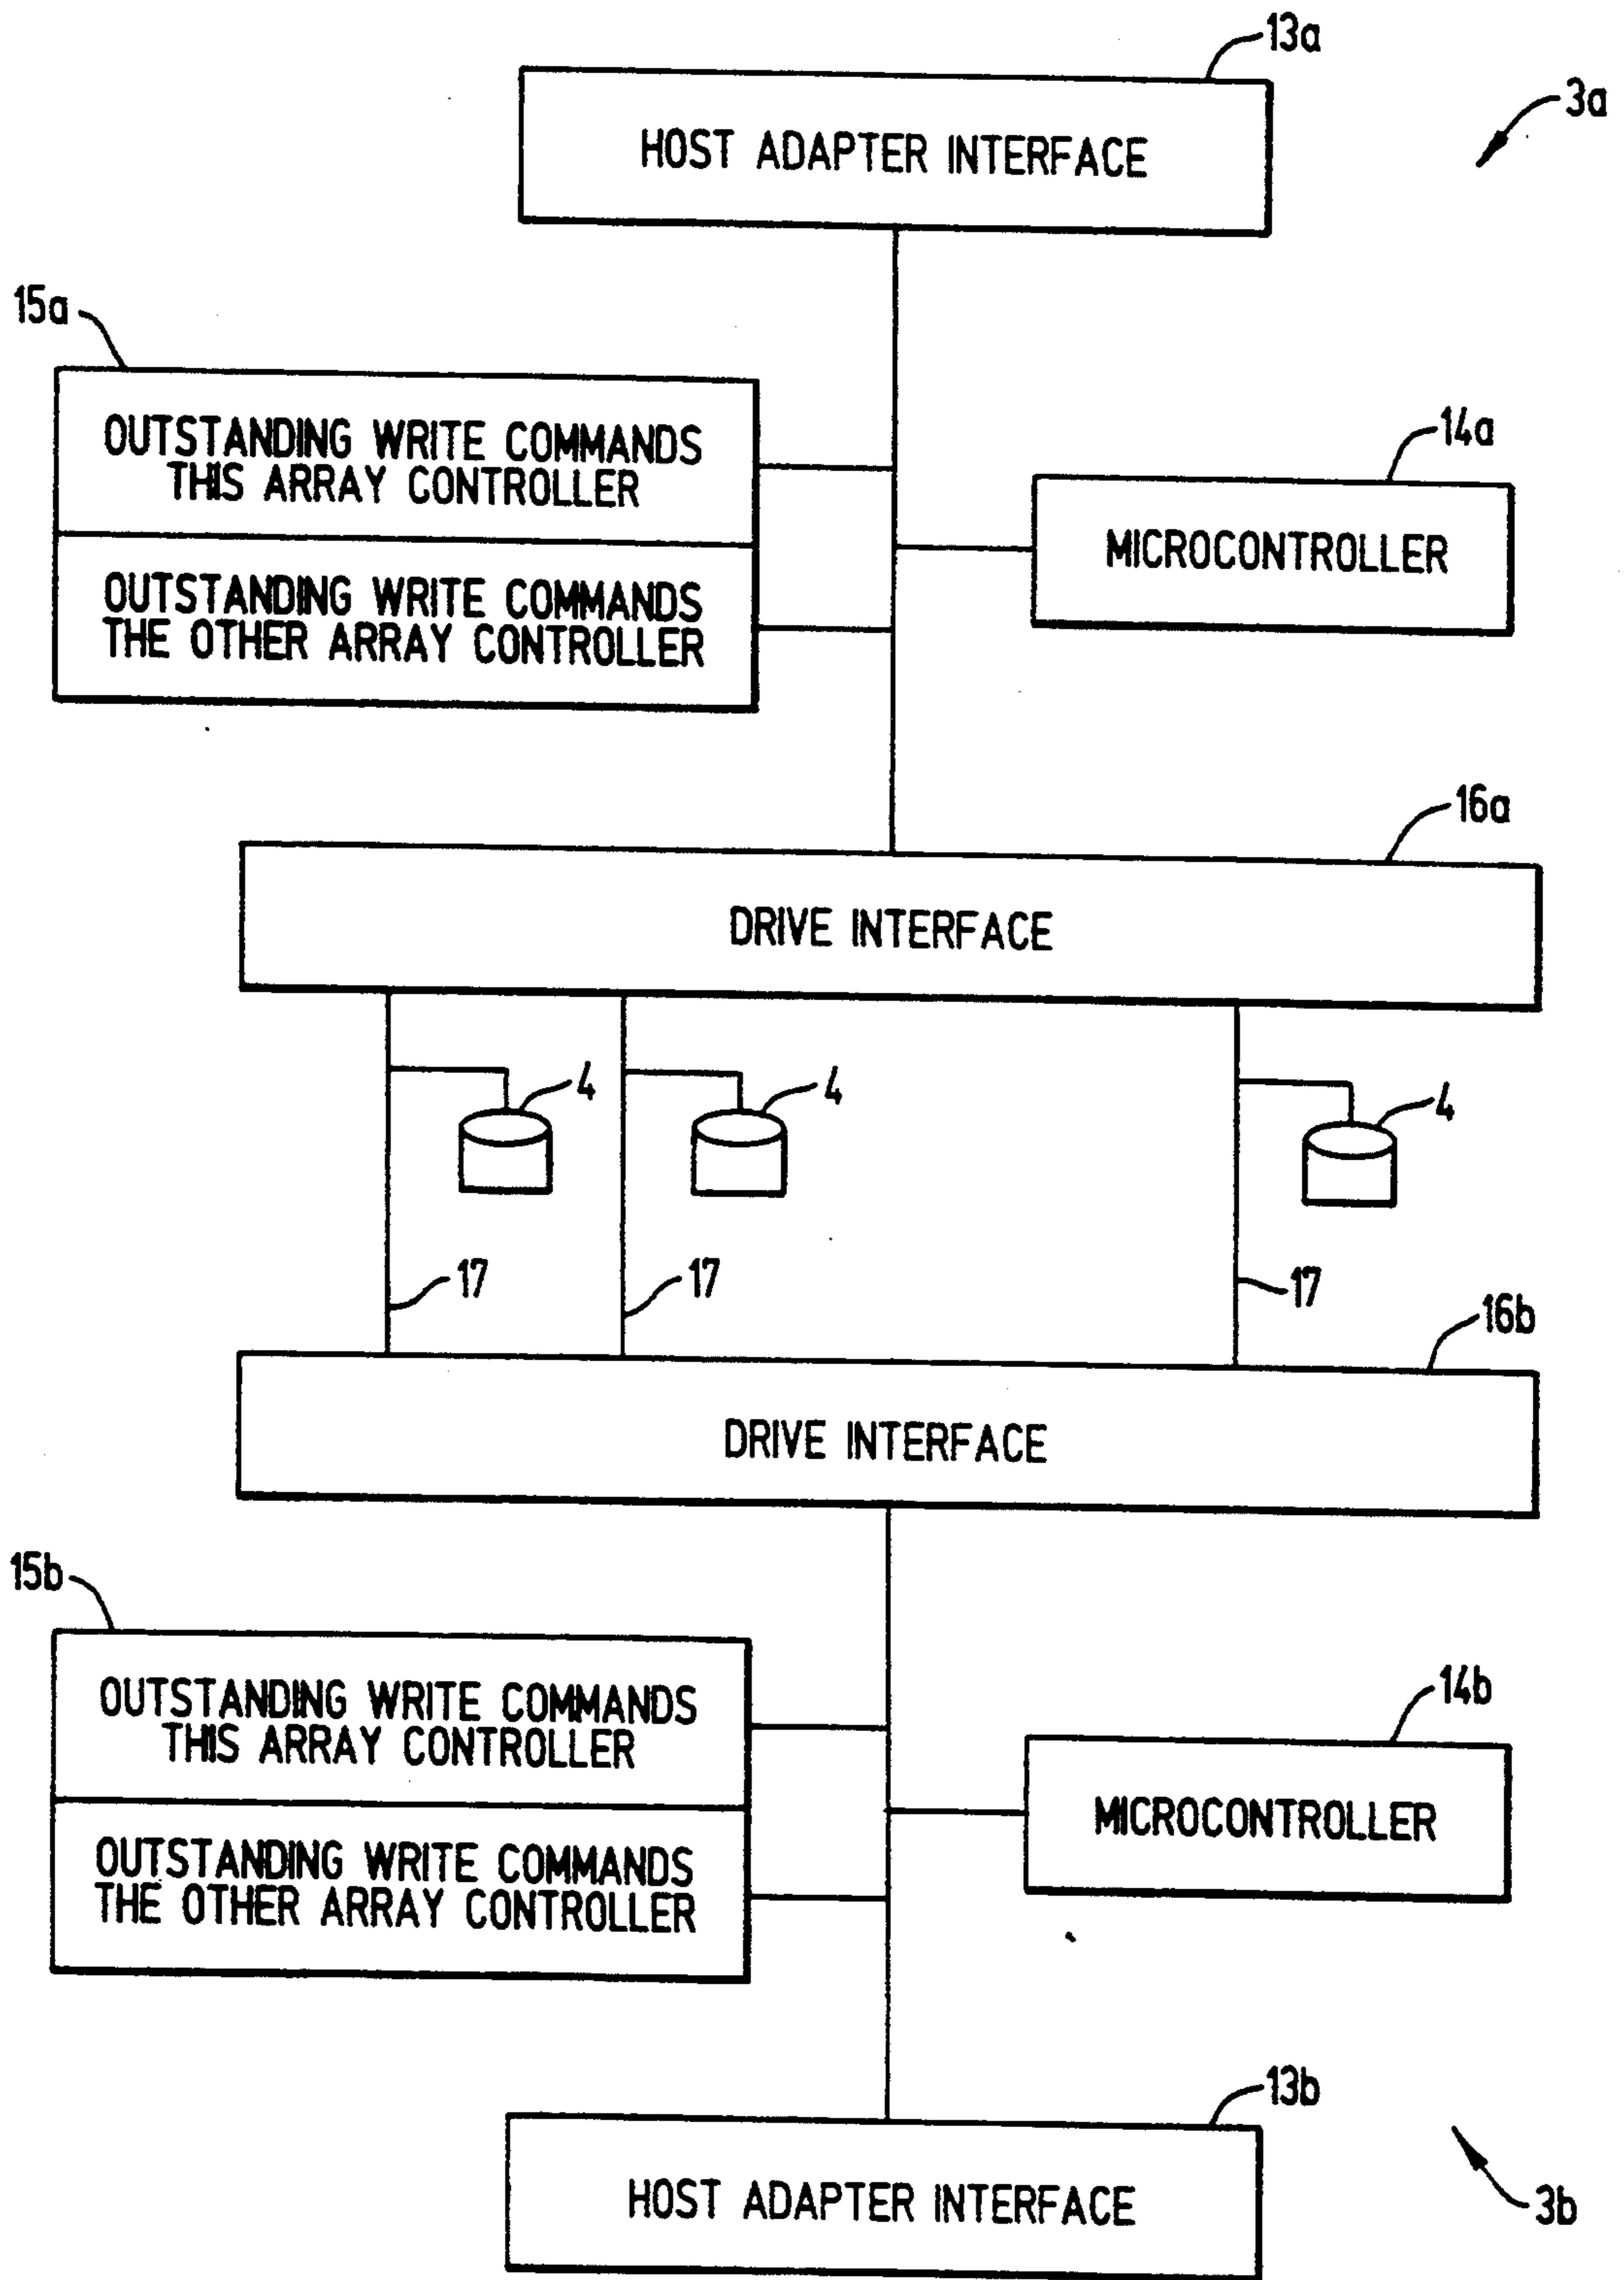 13a
3a
HOST ADAPTER INTERFACE
15a
OUTSTANDING WRITE COMMANDS
THIS ARRAY CONTROLLER
14a
MICROCONTROLLER
OUTSTANDING WRITE COMMANDS
THE OTHER ARRAY CONTROLLER
16a
DRIVE INTERFACE
4
4
4
17
17
17
16b
DRIVE INTERFACE
15b
OUTSTANDING WRITE COMMANDS
THIS ARRAY CONTROLLER
14b
MICROCONTROLLER
OUTSTANDING WRITE COMMANDS
THE OTHER ARRAY CONTROLLER
13b
HOST ADAPTER INTERFACE
3b